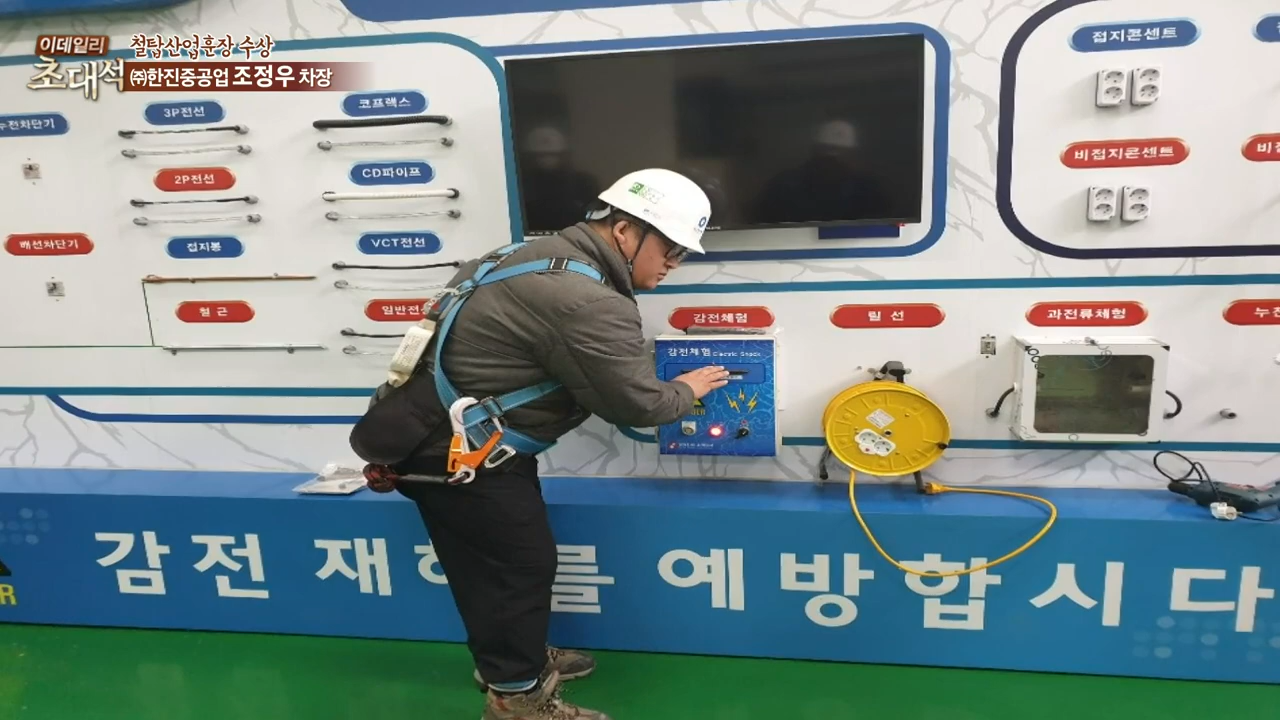 이데일리
초대석
철탑산업훈장 수상
㈜한진중공업 조정우 차장
접지콘센트
3P전선
코프렉스
누전차단기
비접지콘센트
CD파이프
2P전선
배선차단기
접지봉
VCT전선
철근
일반전선
감전체험
릴 선
과전류체험
감전체험 Electric Shock
감전 재해를 예방합시다